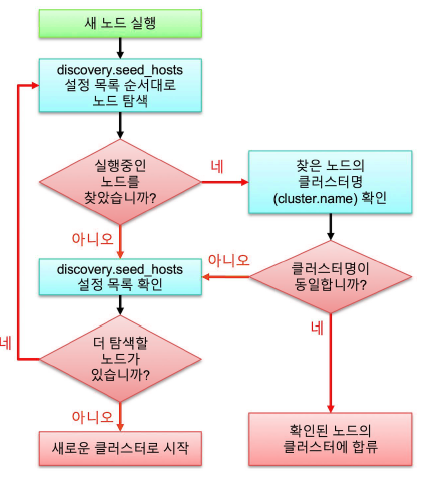 새 노드 실행
discovery.seed_hosts
설정 목록 순서대로
노드 탐색
실행중인
노드를
찾았습니까?
네
찾은 노드의
클러스터명
(cluster.name) 확인
아니오
discovery.seed_hosts
설정 목록 확인
아니오
클러스터명이
동일합니까?
네
더 탐색할
노드가
있습니까?
네
아니오
새로운 클러스터로 시작
확인된 노드의
클러스터에 합류